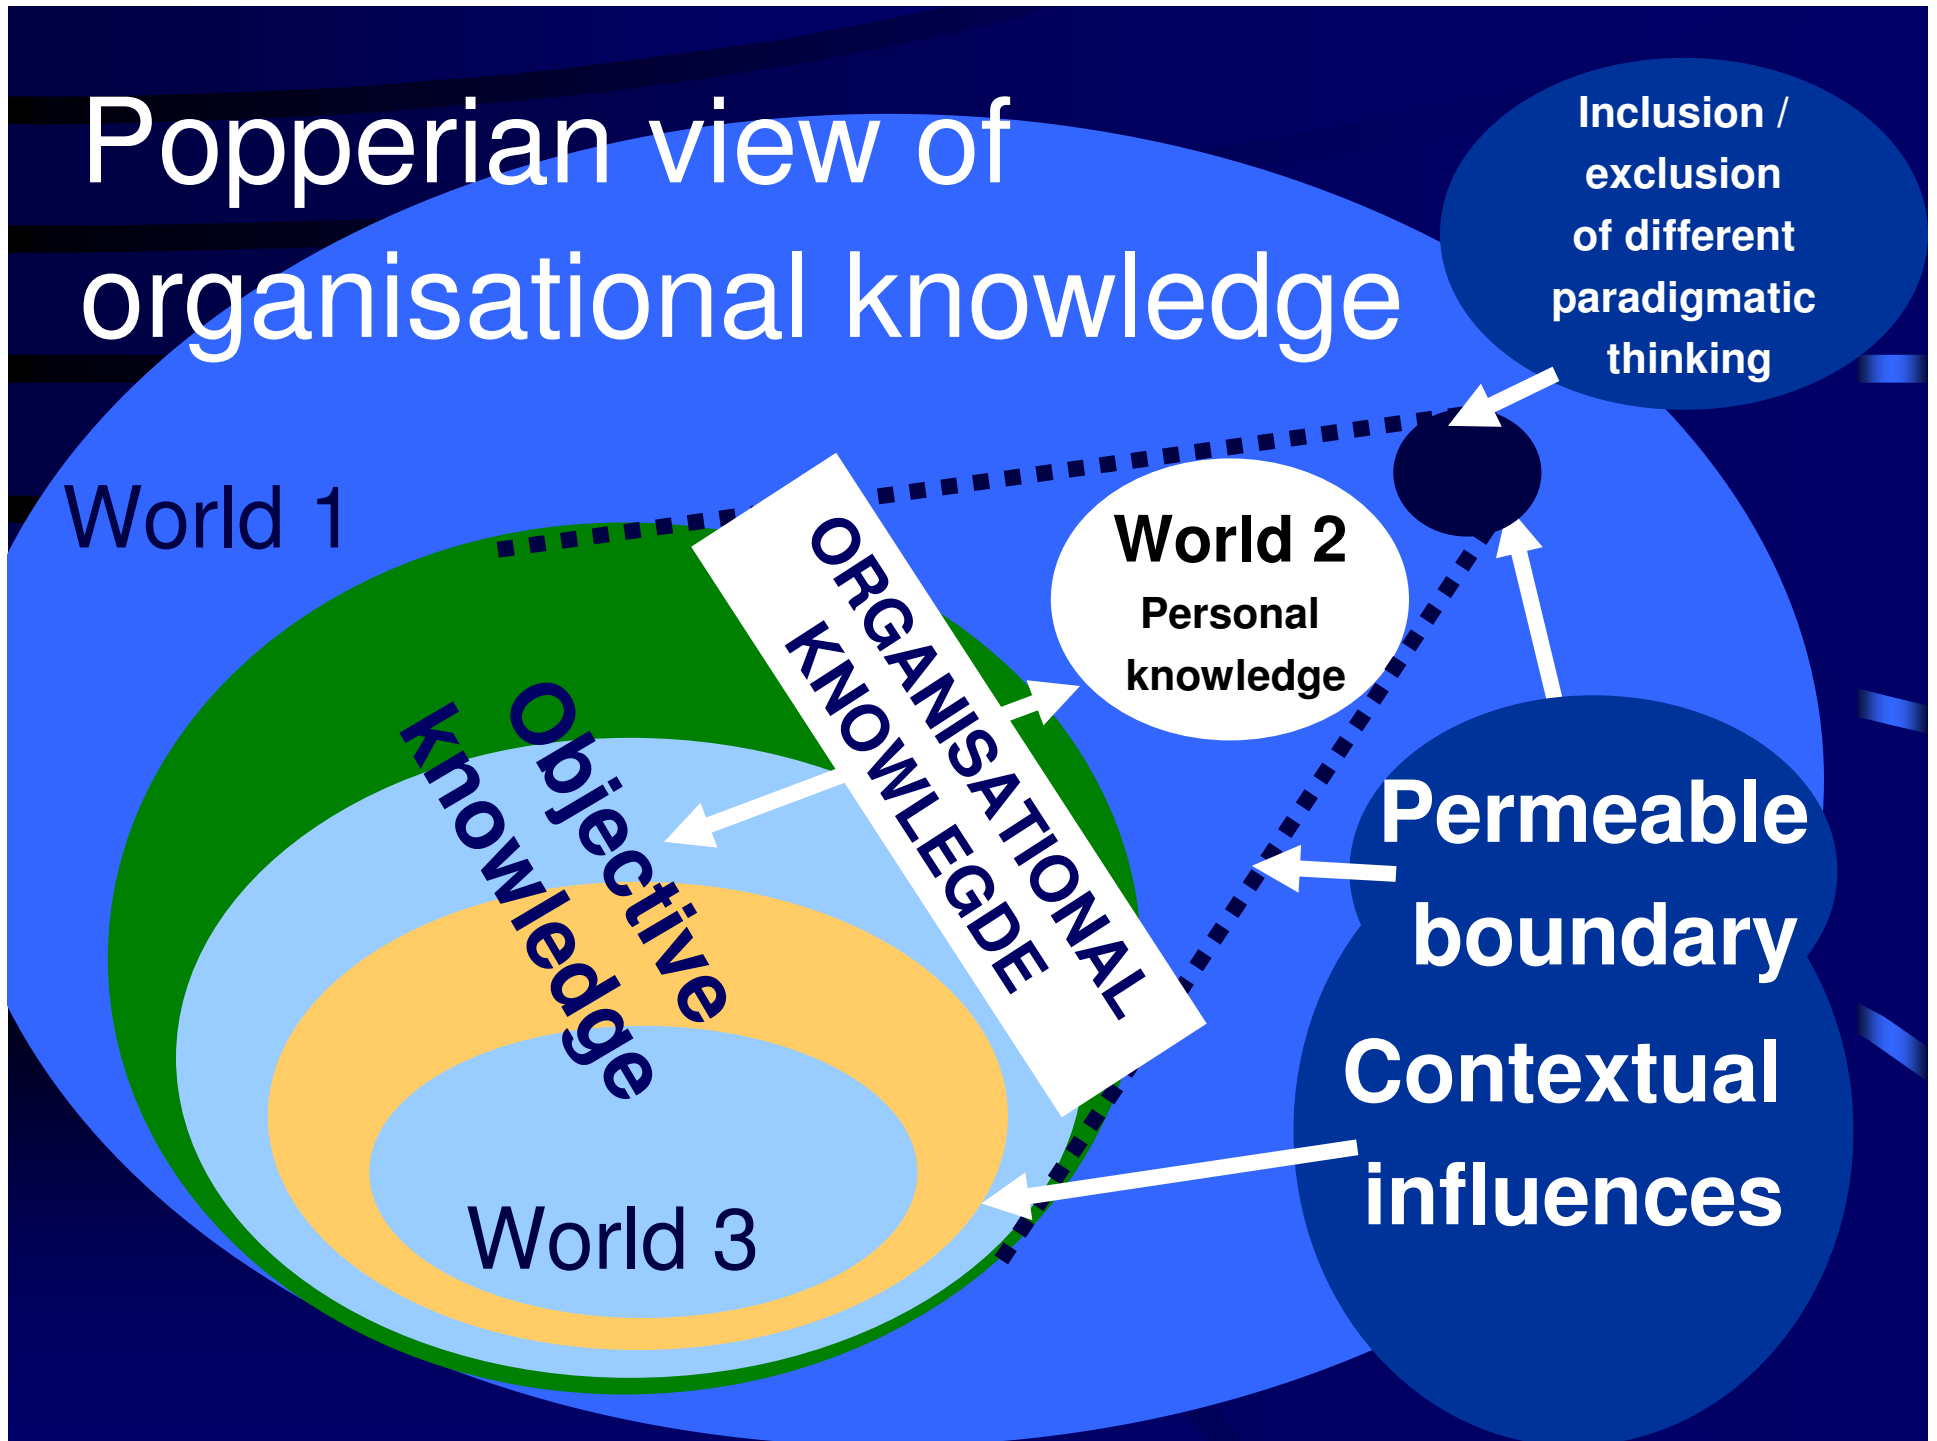 Popperian view of
organisational knowledge
Inclusion /
exclusion
of different
paradigmatic
thinking
World 1
ORGANISATIONAL
KNOWLEGDE
World 2
Personal
knowledge
Objective
knowledge
Permeable
boundary
Contextual
influences
World 3